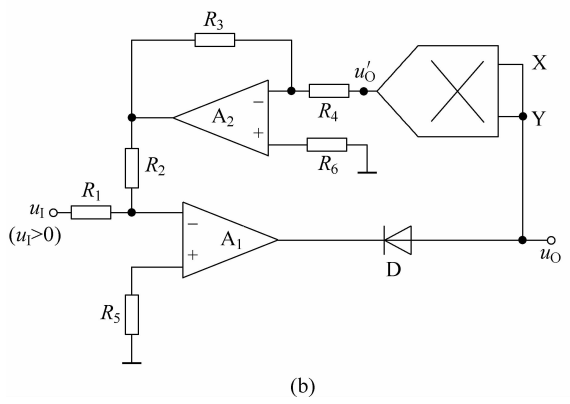 R3
u′O
X
A2
−
+
R4
Y
R6
R2
R1
uI
(uI>0)
−
+
A1
D
uO
R5
(b)